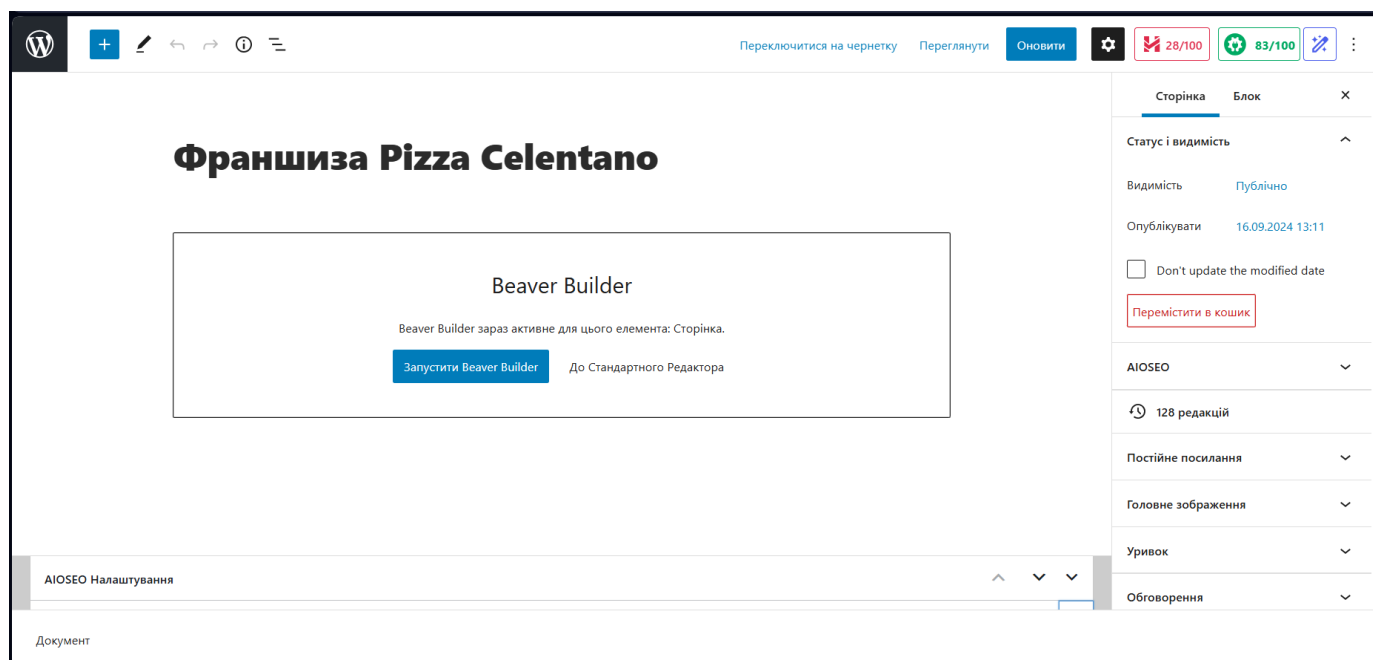 Переключитися на чернетку Переглянути Оновити 28/100 83/100
Сторінка Блок
Франшиза Pizza Celentano
Статус і видимість
Видимість Публічно
Опублікувати 16.09.2024 13:11
Don't update the modified date
Перемістити в кошик
Beaver Builder
Beaver Builder зараз активне для цього елемента: Сторінка.
Запустити Beaver Builder До Стандартного Редактора
AIOSEO
128 редакцій
Постійне посилання
Головне зображення
Уривок
Обговорення
AIOSEO Налаштування
Документ